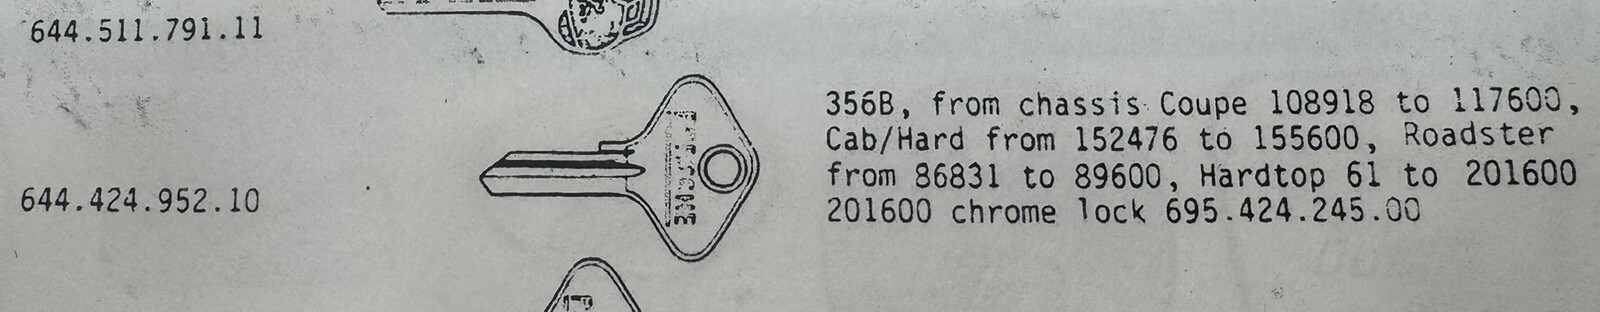 644.511.791.11
356B, from chassis Coupe 108918 to 117600,
Cab/Hard from 152476 to 155600, Roadster
from 86831 to 89600, Hardtop 61 to 201600
644.424.952.10
201600 chrome lock 695.424.245.00